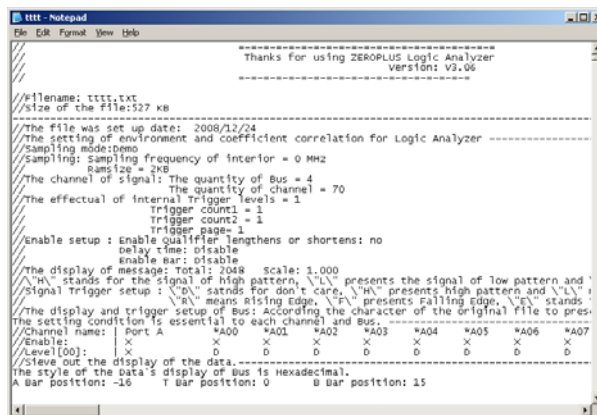 tttt - Notepad
File Edit Format View Help
// =-=-=-=-=-=-=-=-=-=-=-=-=-=-=-=-=-=-=-=
// Thanks for using ZEROPLUS Logic Analyzer
// Version: V3.06
// =-=-=-=-=-=-=-=-=-=-=-=-=-=-=-=-=-=
//Filename: tttt.txt
//Size of the file:527 KB
//The file was set up date: 2008/12/24
//The setting of environment and coefficient correlation for Logic Analyzer ----------------
//Sampling mode:Demo
//Sampling: Sampling frequency of interior = 0 MHz
// Ramsize = 2KB
//The channel of signal: The quantity of Bus = 4
// The quantity of channel = 70
//The effectual of internal Trigger levels = 1
// Trigger count1 = 1
// Trigger count2 = 1
// Trigger page= 1
//Enable setup : Enable Qualifier lengthens or shortens: no
// Delay time: Disable
// Enable Bar: Disable
//The display of message: Total: 2048 Scale: 1.000
//\"H\" stands for the signal of high pattern, \"L\" presents the signal of low pattern and \"
//Signal Trigger setup : \"D\" satnds for don't care, \"H\" presents high pattern and \"L\"
// \"R\" means Rising Edge, \"F\" presents Falling Edge, \"E\" stands
//The display and trigger setup of Bus: According the character of the original file to pres
The setting condition is essential to each channel and Bus. --------------------------------
//Channel name: | Port A *A00 *A01 *A02 *A03 *A04 *A05 *A06 *A07
//Enable: | X X X X X X X X X
//Level[00]: | X D D D D D D D D
//Sieve out the display of the data.--------------------------------
The style of the Data's display of Bus is Hexadecimal.
A Bar position: -16 T Bar position: 0 B Bar position: 15